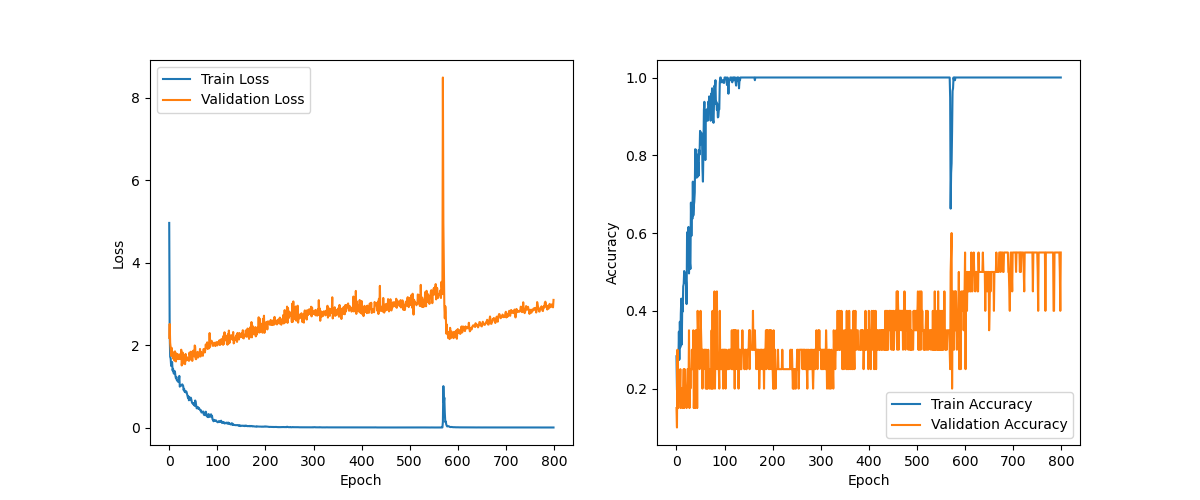 Train Loss
Validation Loss
8
6
4
2
0
Loss
0 100 200 300 400 500 600 700 800
Epoch
1.0
0.8
0.6
0.4
0.2
Accuracy
Train Accuracy
Validation Accuracy
0 100 200 300 400 500 600 700 800
Epoch